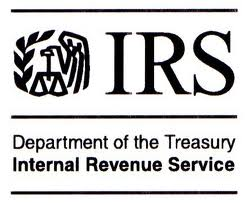 IRS
Department of the Treasury
Internal Revenue Service